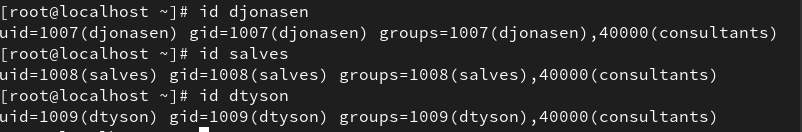 [root@localhost ~]# id djonasen
uid=1007(djonasen) gid=1007(djonasen) groups=1007(djonasen),40000(consultants)
[root@localhost ~]# id salves
uid=1008(salves) gid=1008(salves) groups=1008(salves),40000(consultants)
[root@localhost ~]# id dtyson
uid=1009(dtyson) gid=1009(dtyson) groups=1009(dtyson),40000(consultants)